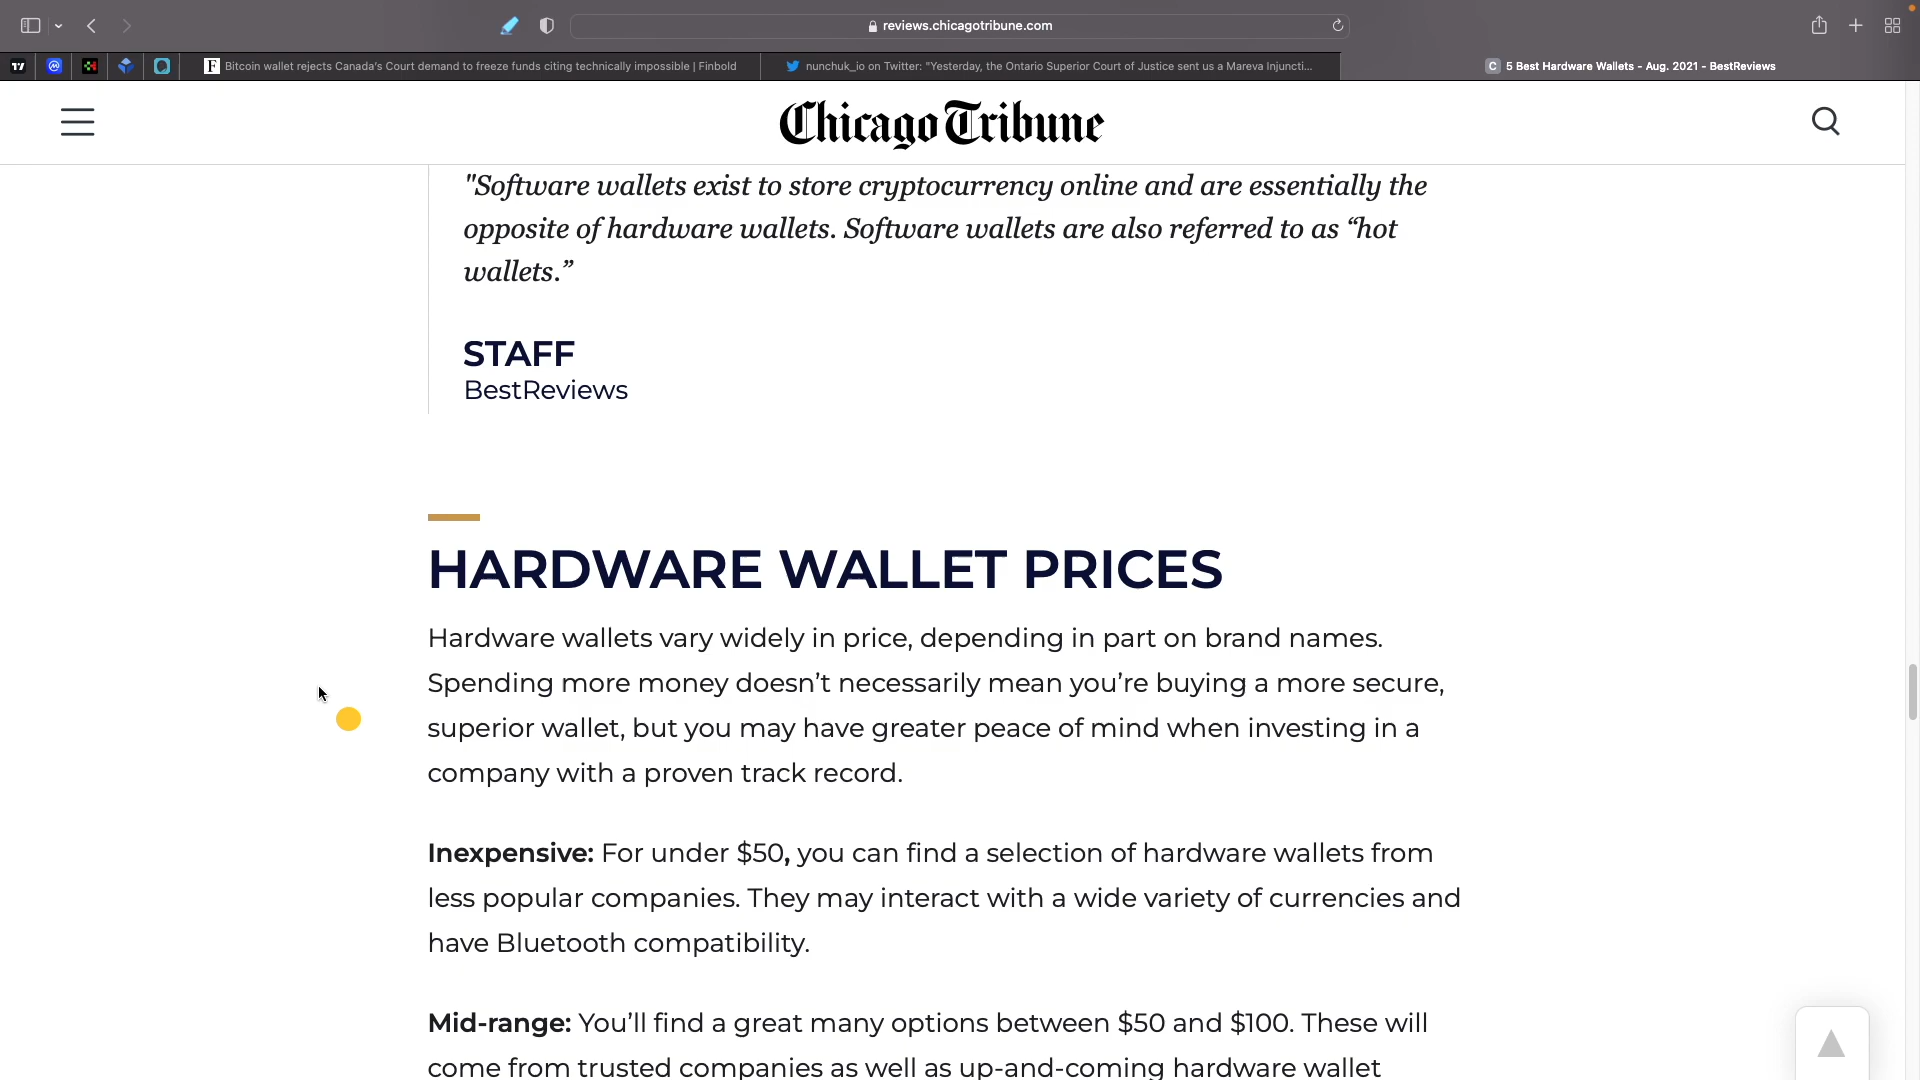 reviews.chicagotribune.com
Bitcoin wallet rejects Canada's Court demand to freeze funds citing technically impossible | Finbold
nunchuk_io on Twitter: "Yesterday, the Ontario Superior Court of Justice sent us a Mareva Injuncti...
C 5 Best Hardware Wallets - Aug. 2021 - BestReviews
Chicago Tribune
"Software wallets exist to store cryptocurrency online and are essentially the
opposite of hardware wallets. Software wallets are also referred to as “hot
wallets.”
STAFF
BestReviews
HARDWARE WALLET PRICES
Hardware wallets vary widely in price, depending in part on brand names.
Spending more money doesn’t necessarily mean you’re buying a more secure,
superior wallet, but you may have greater peace of mind when investing in a
company with a proven track record.
Inexpensive: For under $50, you can find a selection of hardware wallets from
less popular companies. They may interact with a wide variety of currencies and
have Bluetooth compatibility.
Mid-range: You’ll find a great many options between $50 and $100. These will
come from trusted companies as well as up-and-coming hardware wallet